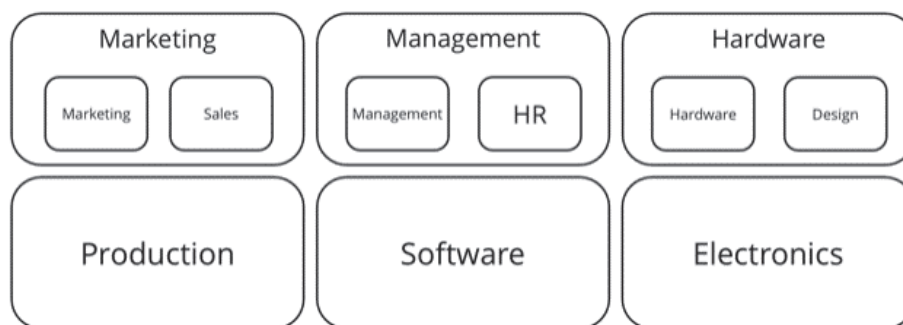 Marketing
Management
Hardware
Marketing
Sales
Management
HR
Hardware
Design
Production
Software
Electronics